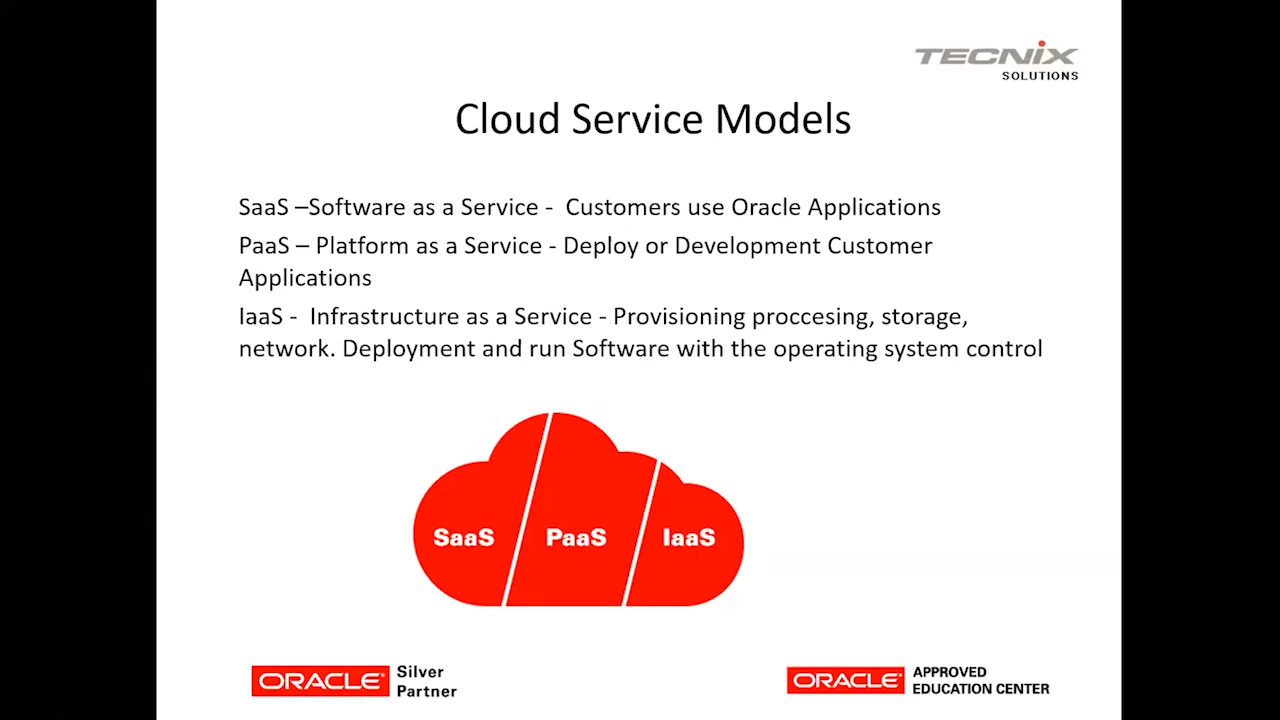 TECNIX
SOLUTIONS
Cloud Service Models
SaaS –Software as a Service -  Customers use Oracle Applications
PaaS – Platform as a Service - Deploy or Development Customer
Applications
IaaS -  Infrastructure as a Service - Provisioning proccesing, storage,
network. Deployment and run Software with the operating system control
SaaS PaaS IaaS
ORACLE® Silver
Partner
ORACLE® APPROVED
EDUCATION CENTER